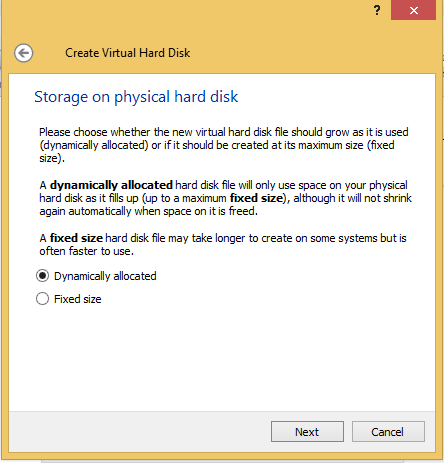 ?
Create Virtual Hard Disk
Storage on physical hard disk
Please choose whether the new virtual hard disk file should grow as it is used
(dynamically allocated) or if it should be created at its maximum size (fixed
size).
A dynamically allocated hard disk file will only use space on your physical
hard disk as it fills up (up to a maximum fixed size), although it will not shrink
again automatically when space on it is freed.
A fixed size hard disk file may take longer to create on some systems but is
often faster to use.
Dynamically allocated
Fixed size
Next Cancel